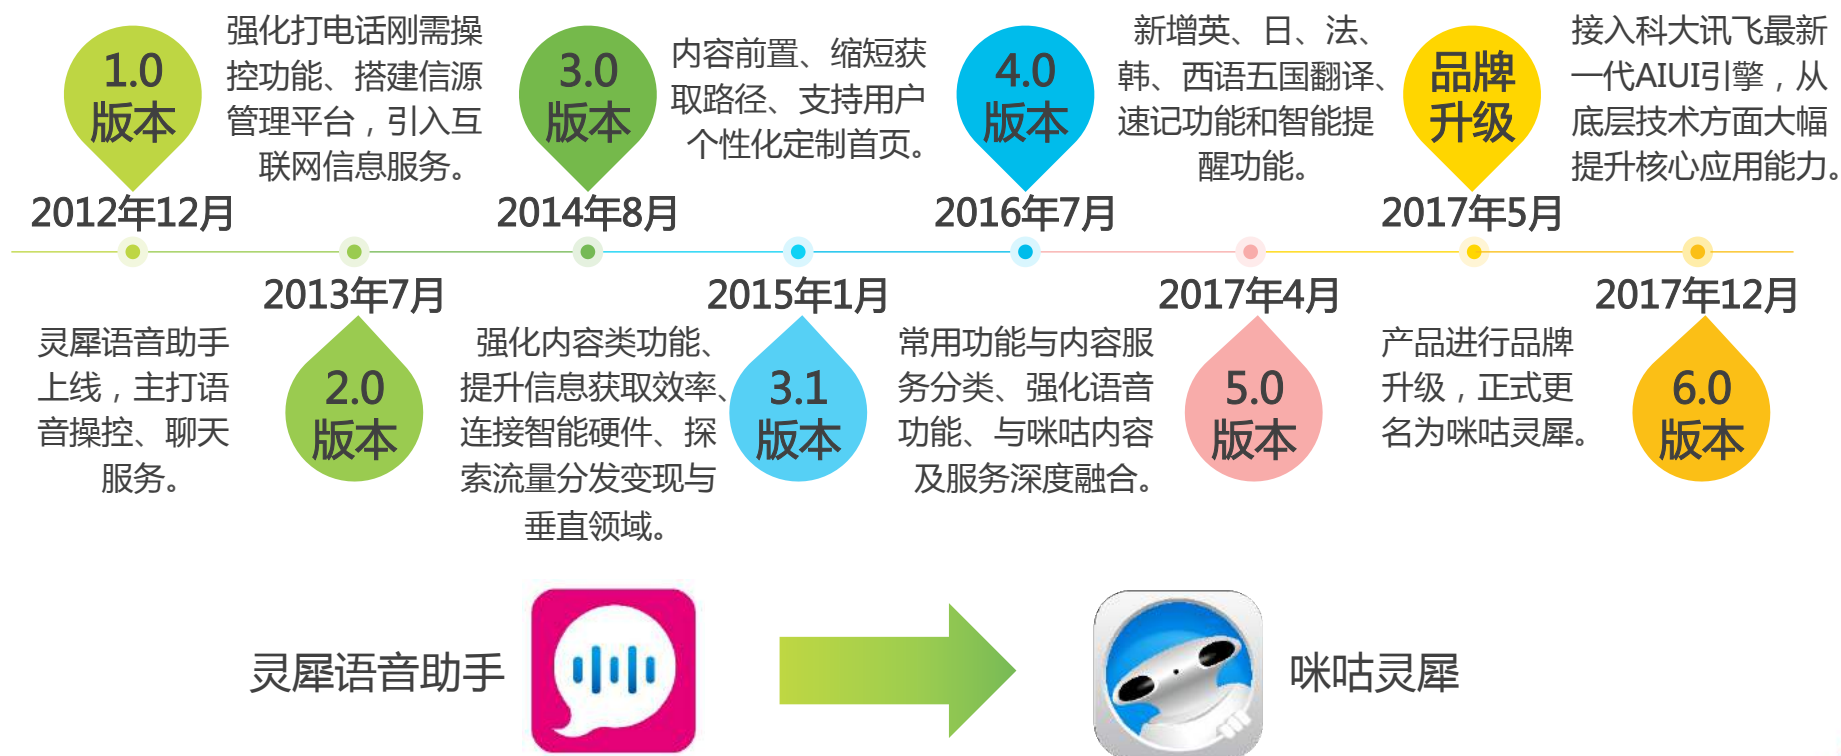 1.0
版本
强化打电话刚需操
控功能、搭建信源
管理平台，引入互
联网信息服务。
3.0
版本
内容前置、缩短获
取路径、支持用户
个性化定制首页。
4.0
版本
新增英、日、法、
韩、西语五国翻译、
速记功能和智能提
醒功能。
品牌
升级
接入科大讯飞最新
一代AIUI引擎，从
底层技术方面大幅
提升核心应用能力。
2012年12月
2014年8月
2016年7月
2017年5月
2013年7月
2015年1月
2017年4月
2017年12月
灵犀语音助手
上线，主打语
音操控、聊天
服务。
2.0
版本
强化内容类功能、
提升信息获取效率、
连接智能硬件、探
索流量分发变现与
垂直领域。
3.1
版本
常用功能与内容服
务分类、强化语音
功能、与咪咕内容
及服务深度融合。
5.0
版本
产品进行品牌
升级，正式更
名为咪咕灵犀。
6.0
版本
灵犀语音助手
咪咕灵犀